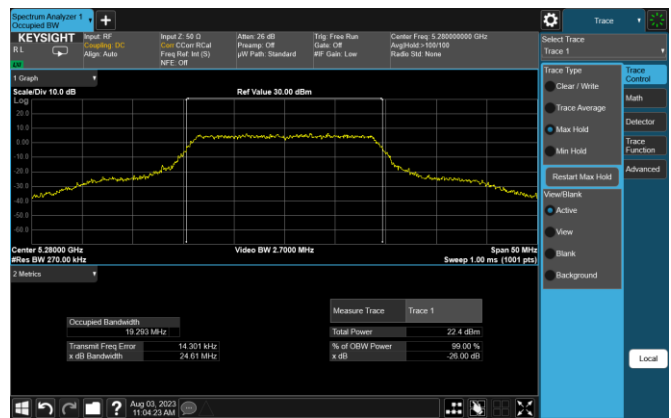 Spectrum Analyzer 1
Occupied BW
KEYSIGHT
RL
LXI
Input: RF
Coupling: DC
Align: Auto
Input Z: 50 Ω
Corr CCorr RCal
Freq Ref: Int (S)
NFE: Off
Atten: 26 dB
Preamp: Off
µW Path: Standard
Trig: Free Run
Gate: Off
#IF Gain: Low
Center Freq: 5.280000000 GHz
Avg|Hold:>100/100
Radio Std: None
1 Graph
Scale/Div 10.0 dB
Ref Value 30.00 dBm
Log
20.0
10.0
0.00
-10.0
-20.0
-30.0
-40.0
-50.0
-60.0
Center 5.28000 GHz
#Res BW 270.00 kHz
Video BW 2.7000 MHz
Span 50 MHz
Sweep 1.00 ms (1001 pts)
2 Metrics
Occupied Bandwidth
19.293 MHz
Transmit Freq Error 14.301 kHz
x dB Bandwidth 24.61 MHz
Measure Trace Trace 1
Total Power 22.4 dBm
% of OBW Power 99.00 %
x dB -26.00 dB
Aug 03, 2023
11:04:23 AM
Trace
Select Trace
Trace 1
Trace Type
Clear / Write
Trace Average
Max Hold
Min Hold
Restart Max Hold
View/Blank
Active
View
Blank
Background
Trace
Control
Math
Detector
Trace
Function
Advanced
Local